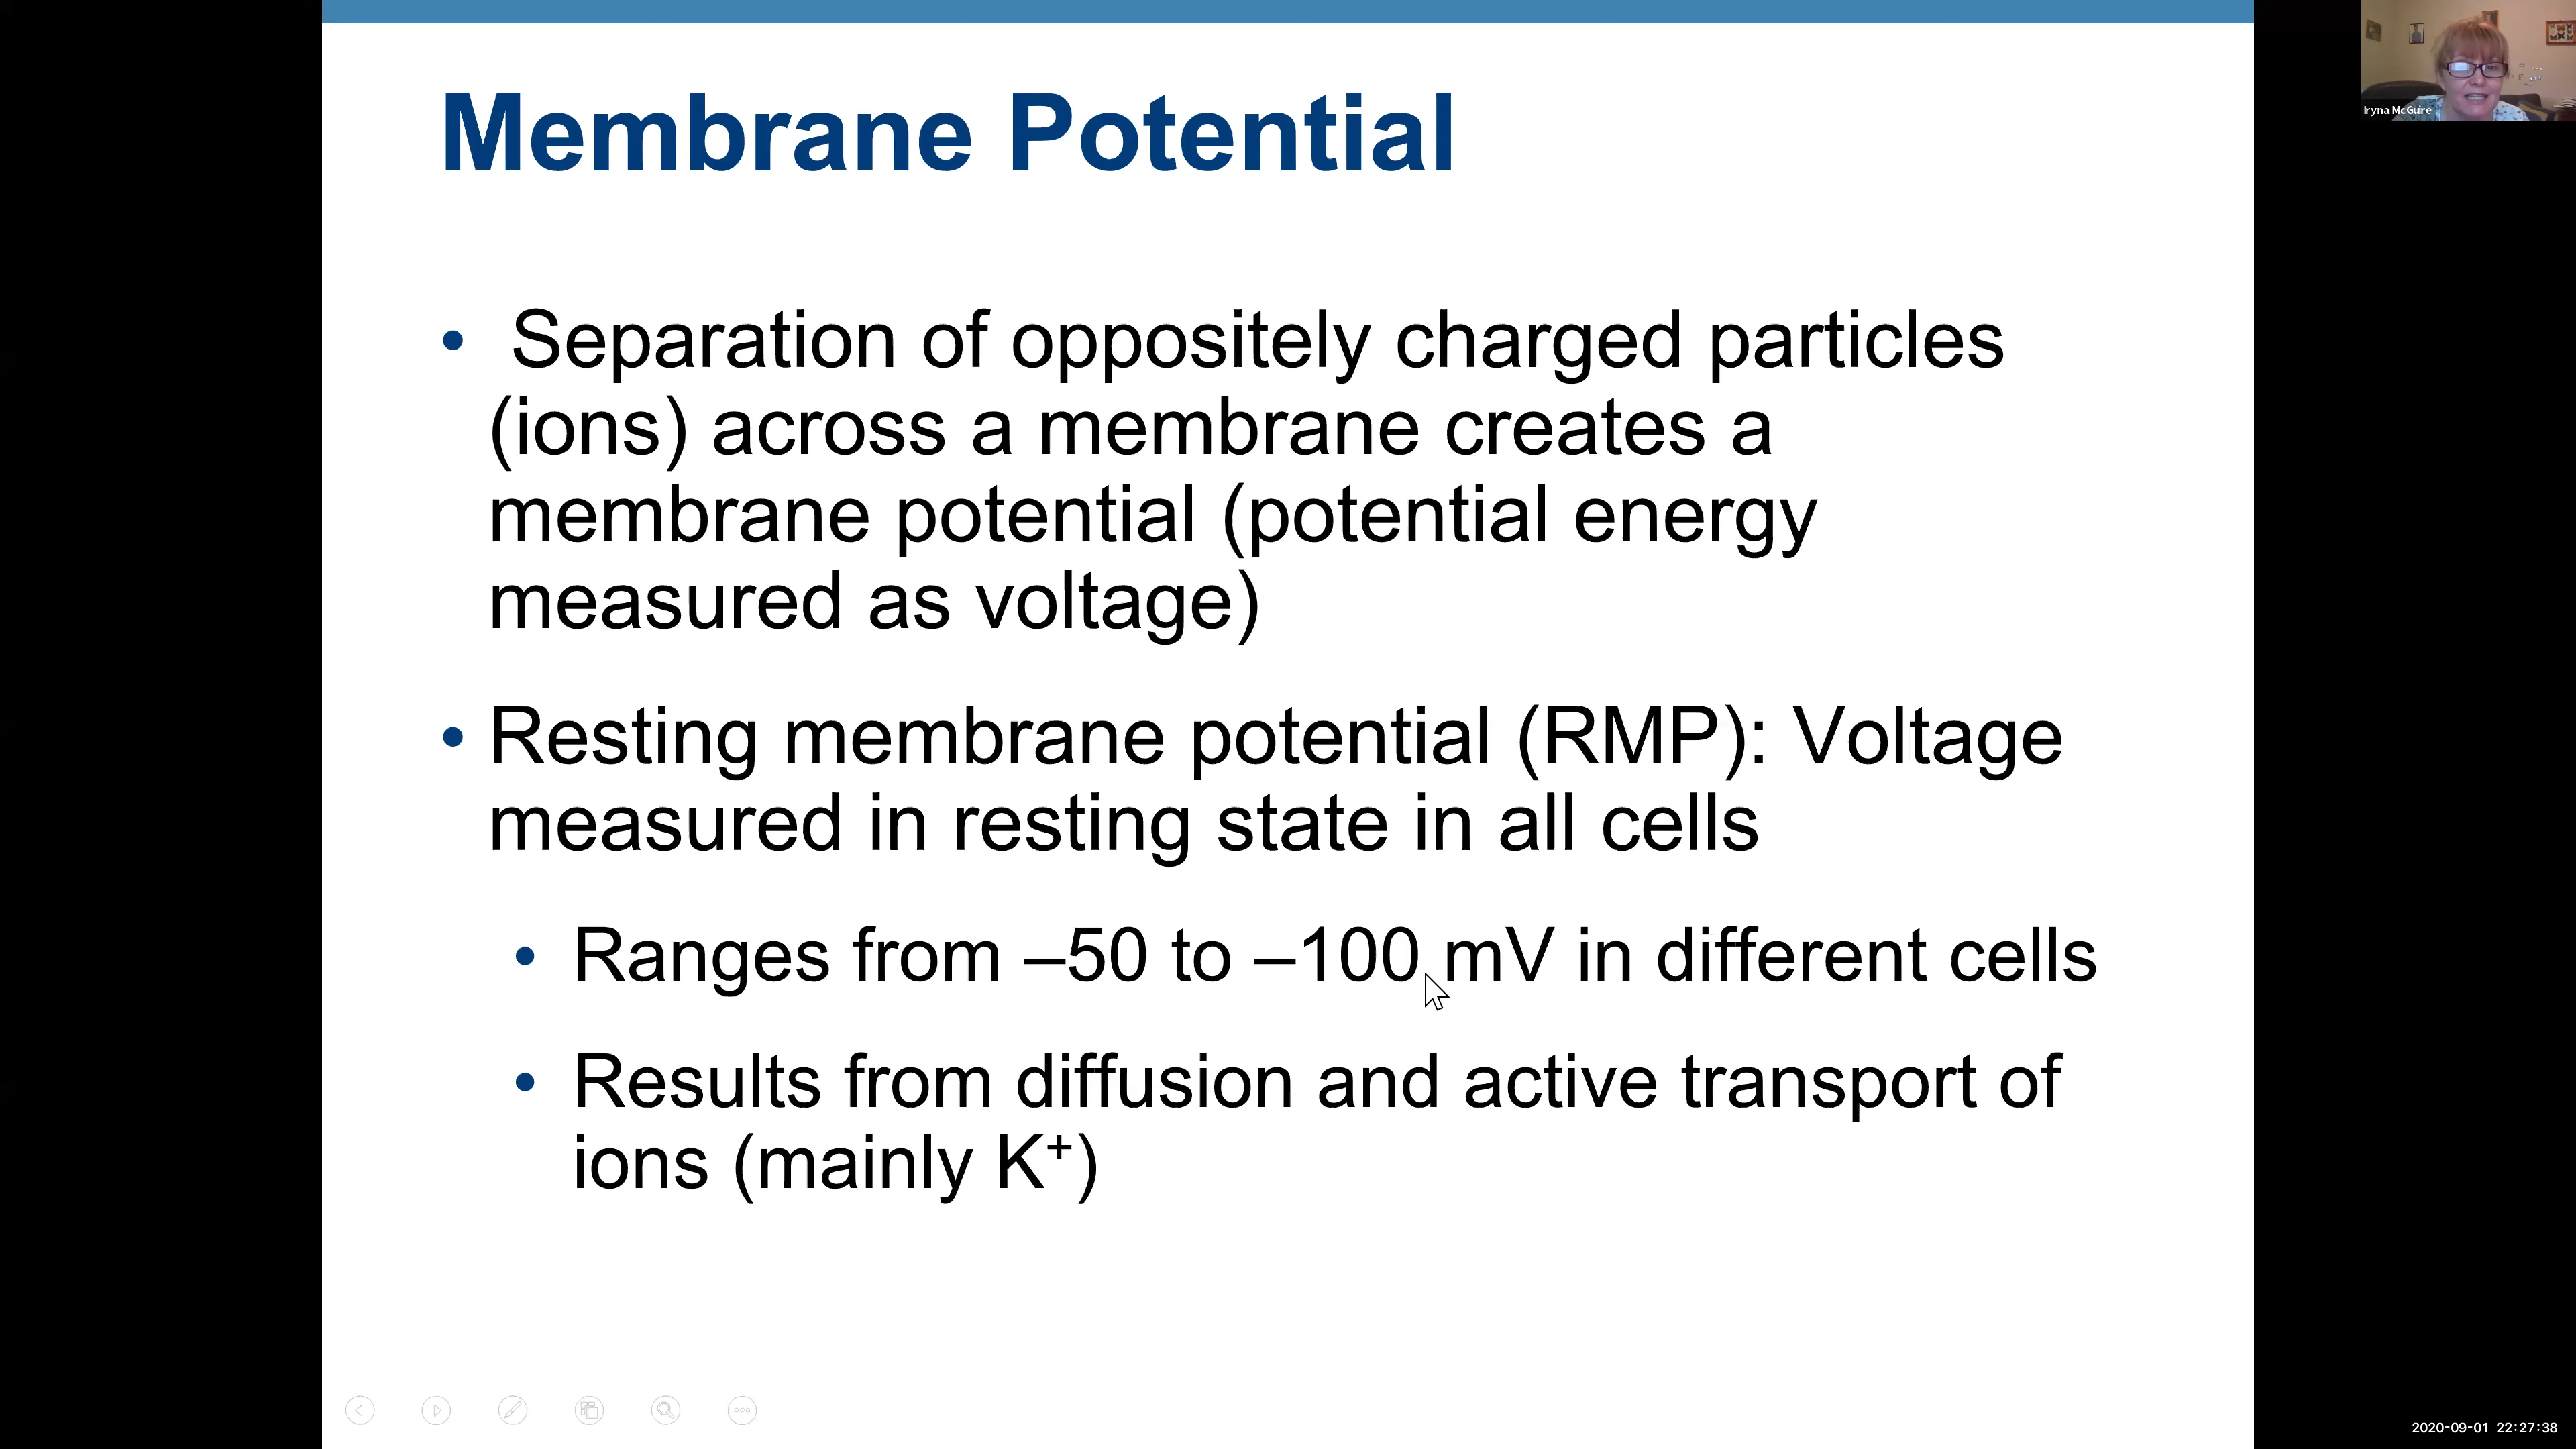 Membrane Potential
Iryna McGuire
• Separation of oppositely charged particles
(ions) across a membrane creates a
membrane potential (potential energy
measured as voltage)
• Resting membrane potential (RMP): Voltage
measured in resting state in all cells
• Ranges from –50 to –100 mV in different cells
• Results from diffusion and active transport of
ions (mainly K⁺)
2020-09-01 22:27:38